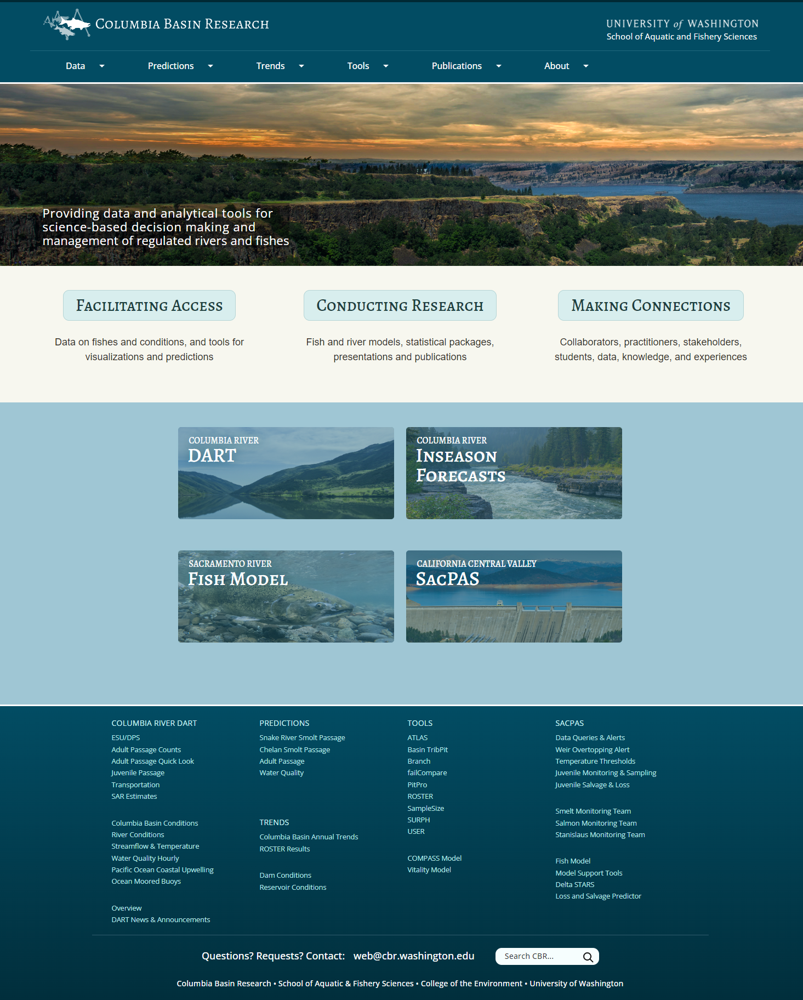 COLUMBIA BASIN RESEARCH
UNIVERSITY of WASHINGTON
School of Aquatic and Fishery Sciences
Data
Predictions
Trends
Tools
Publications
About
Providing data and analytical tools for
science-based decision making and
management of regulated rivers and fishes
FACILITATING ACCESS
Data on fishes and conditions, and tools for
visualizations and predictions
CONDUCTING RESEARCH
Fish and river models, statistical packages,
presentations and publications
MAKING CONNECTIONS
Collaborators, practitioners, stakeholders,
students, data, knowledge, and experiences
COLUMBIA RIVER
DART
COLUMBIA RIVER
INSEASON
FORECASTS
SACRAMENTO RIVER
FISH MODEL
CALIFORNIA CENTRAL VALLEY
SACPAS
COLUMBIA RIVER DART
ESU/DPS
Adult Passage Counts
Adult Passage Quick Look
Juvenile Passage
Transportation
SAR Estimates
Columbia Basin Conditions
River Conditions
Streamflow & Temperature
Water Quality Hourly
Pacific Ocean Coastal Upwelling
Ocean Moored Buoys
Overview
DART News & Announcements
PREDICTIONS
Snake River Smolt Passage
Chelan Smolt Passage
Adult Passage
Water Quality
TRENDS
Columbia Basin Annual Trends
ROSTER Results
Dam Conditions
Reservoir Conditions
TOOLS
ATLAS
Basin TribPit
Branch
failCompare
PitPro
ROSTER
SampleSize
SURPH
USER
COMPASS Model
Vitality Model
SACPAS
Data Queries & Alerts
Weir Overtopping Alert
Temperature Thresholds
Juvenile Monitoring & Sampling
Juvenile Salvage & Loss
Smelt Monitoring Team
Salmon Monitoring Team
Stanislaus Monitoring Team
Fish Model
Model Support Tools
Delta STARS
Loss and Salvage Predictor
Questions? Requests? Contact: web@cbr.washington.edu
Search CBR...
Columbia Basin Research • School of Aquatic & Fishery Sciences • College of the Environment • University of Washington